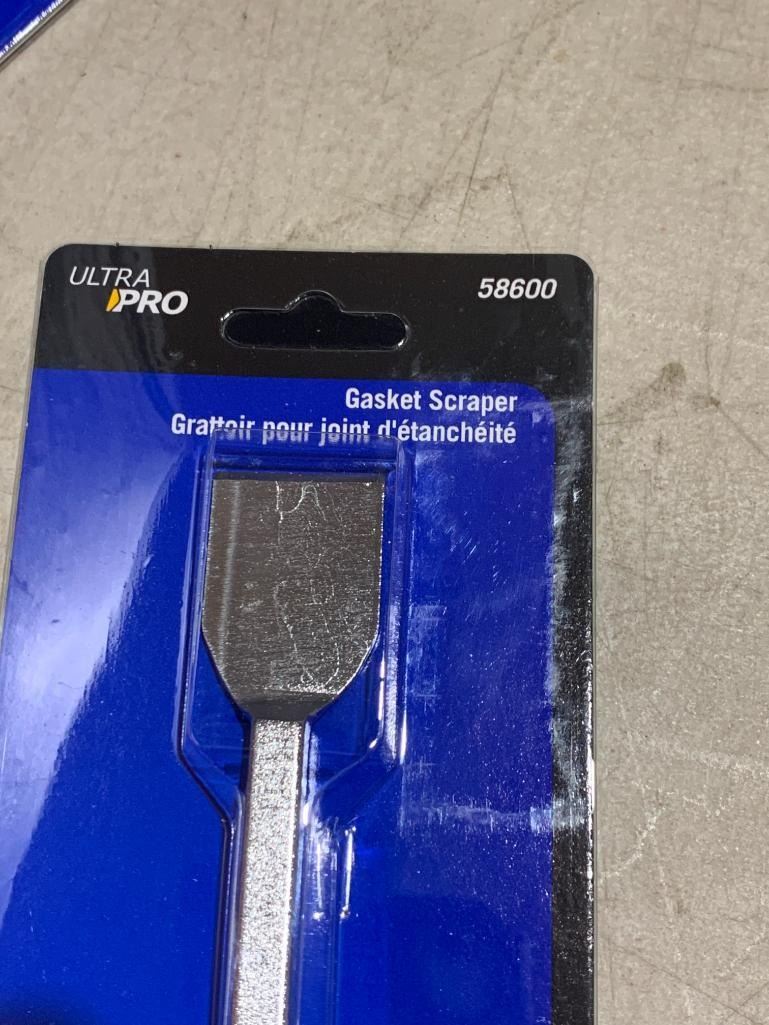 ULTRA
PRO
58600
Gasket Scraper
Grattoir pour joint d'étanchéité